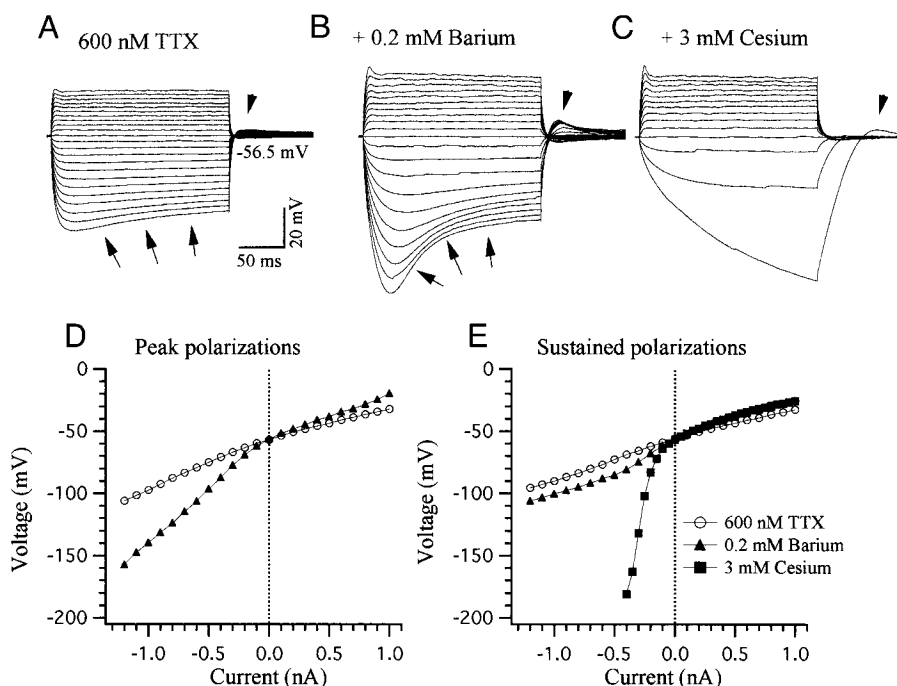 A
600 nM TTX
B
+ 0.2 mM Barium
C
+ 3 mM Cesium
-56.5 mV
20 mV
50 ms
D
Peak polarizations
0
-50
-100
-150
-200
Voltage (mV)
-1.0
-0.5
0.0
0.5
1.0
Current (nA)
E
Sustained polarizations
0
-50
-100
-150
-200
Voltage (mV)
600 nM TTX
0.2 mM Barium
3 mM Cesium
-1.0
-0.5
0.0
0.5
1.0
Current (nA)